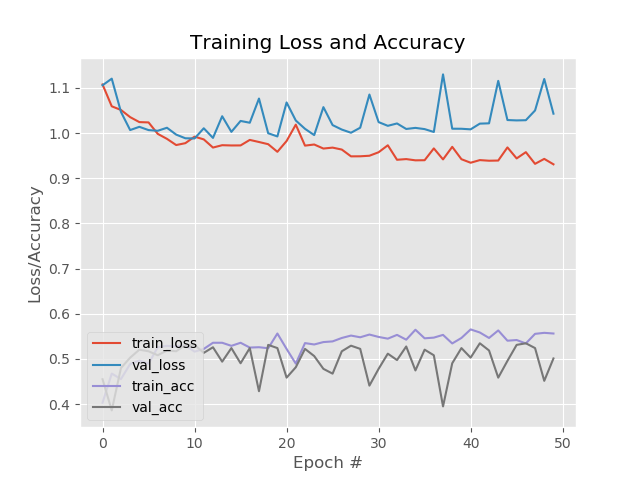 Training Loss and Accuracy
1.1
1.0
0.9
0.8
0.7
0.6
0.5
0.4
Loss/Accuracy
train_loss
val_loss
train_acc
val_acc
0 10 20 30 40 50
Epoch #